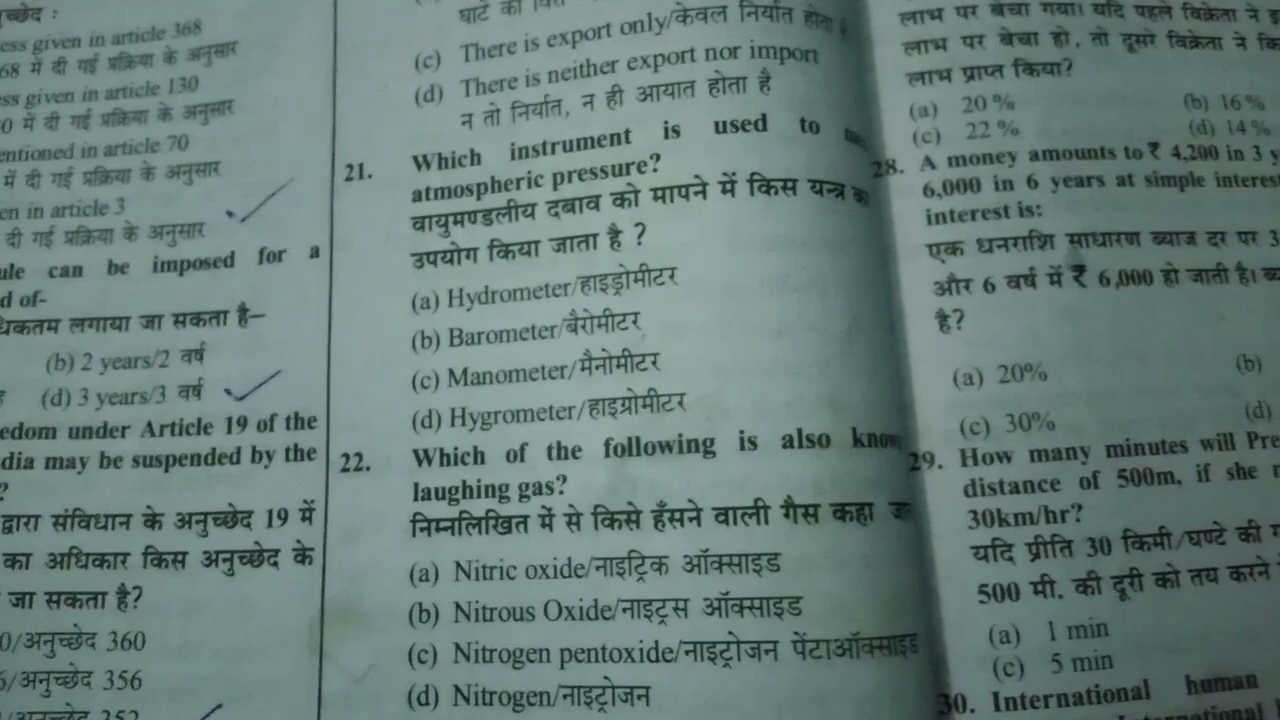 ess given in article 368
68 में दी गई प्रक्रिया के अनुसार
ss given in article 130
0 में दी गई प्रक्रिया के अनुसार
entioned in article 70
में दी गई प्रक्रिया के अनुसार
en in article 3
दी गई प्रक्रिया के अनुसार
ule can be imposed for a
d of-
धिकतम लगाया जा सकता है–
(b) 2 years/2 वर्ष
(d) 3 years/3 वर्ष
edom under Article 19 of the
dia may be suspended by the
?
द्वारा संविधान के अनुच्छेद 19 में
का अधिकार किस अनुच्छेद के
जा सकता है?
0/अनुच्छेद 360
/अनुच्छेद 356
घाटे की
(c) There is export only/केवल निर्यात होता
(d) There is neither export nor import
न तो निर्यात, न ही आयात होता है
21. Which instrument is used to
atmospheric pressure?
वायुमण्डलीय दबाव को मापने में किस यन्त्र का
उपयोग किया जाता है ?
(a) Hydrometer/हाइड्रोमीटर
(b) Barometer/बैरोमीटर
(c) Manometer/मैनोमीटर
(d) Hygrometer/हाइग्रोमीटर
22. Which of the following is also know
laughing gas?
निम्नलिखित में से किसे हँसने वाली गैस कहा
(a) Nitric oxide/नाइट्रिक ऑक्साइड
(b) Nitrous Oxide/नाइट्रस ऑक्साइड
(c) Nitrogen pentoxide/नाइट्रोजन पेंटाऑक्साइड
(d) Nitrogen/नाइट्रोजन
लाभ पर बेचा गया। यदि पहले विक्रेता ने
लाभ पर बेचा हो, तो दूसरे विक्रेता ने
लाभ प्राप्त किया?
(a) 20% (b) 16%
(c) 22% (d) 14%
28. A money amounts to ₹ 4,200 in 3 y
6,000 in 6 years at simple interes
interest is:
एक धनराशि साधारण ब्याज दर पर 3
और 6 वर्ष में ₹ 6,000 हो जाती है।
है?
(a) 20% (b)
(c) 30% (d)
29. How many minutes will Pre
distance of 500m, if she
30km/hr?
यदि प्रीति 30 किमी/घण्टे की
500 मी. की दूरी को तय करने
(a) 1 min
(c) 5 min
30. International human